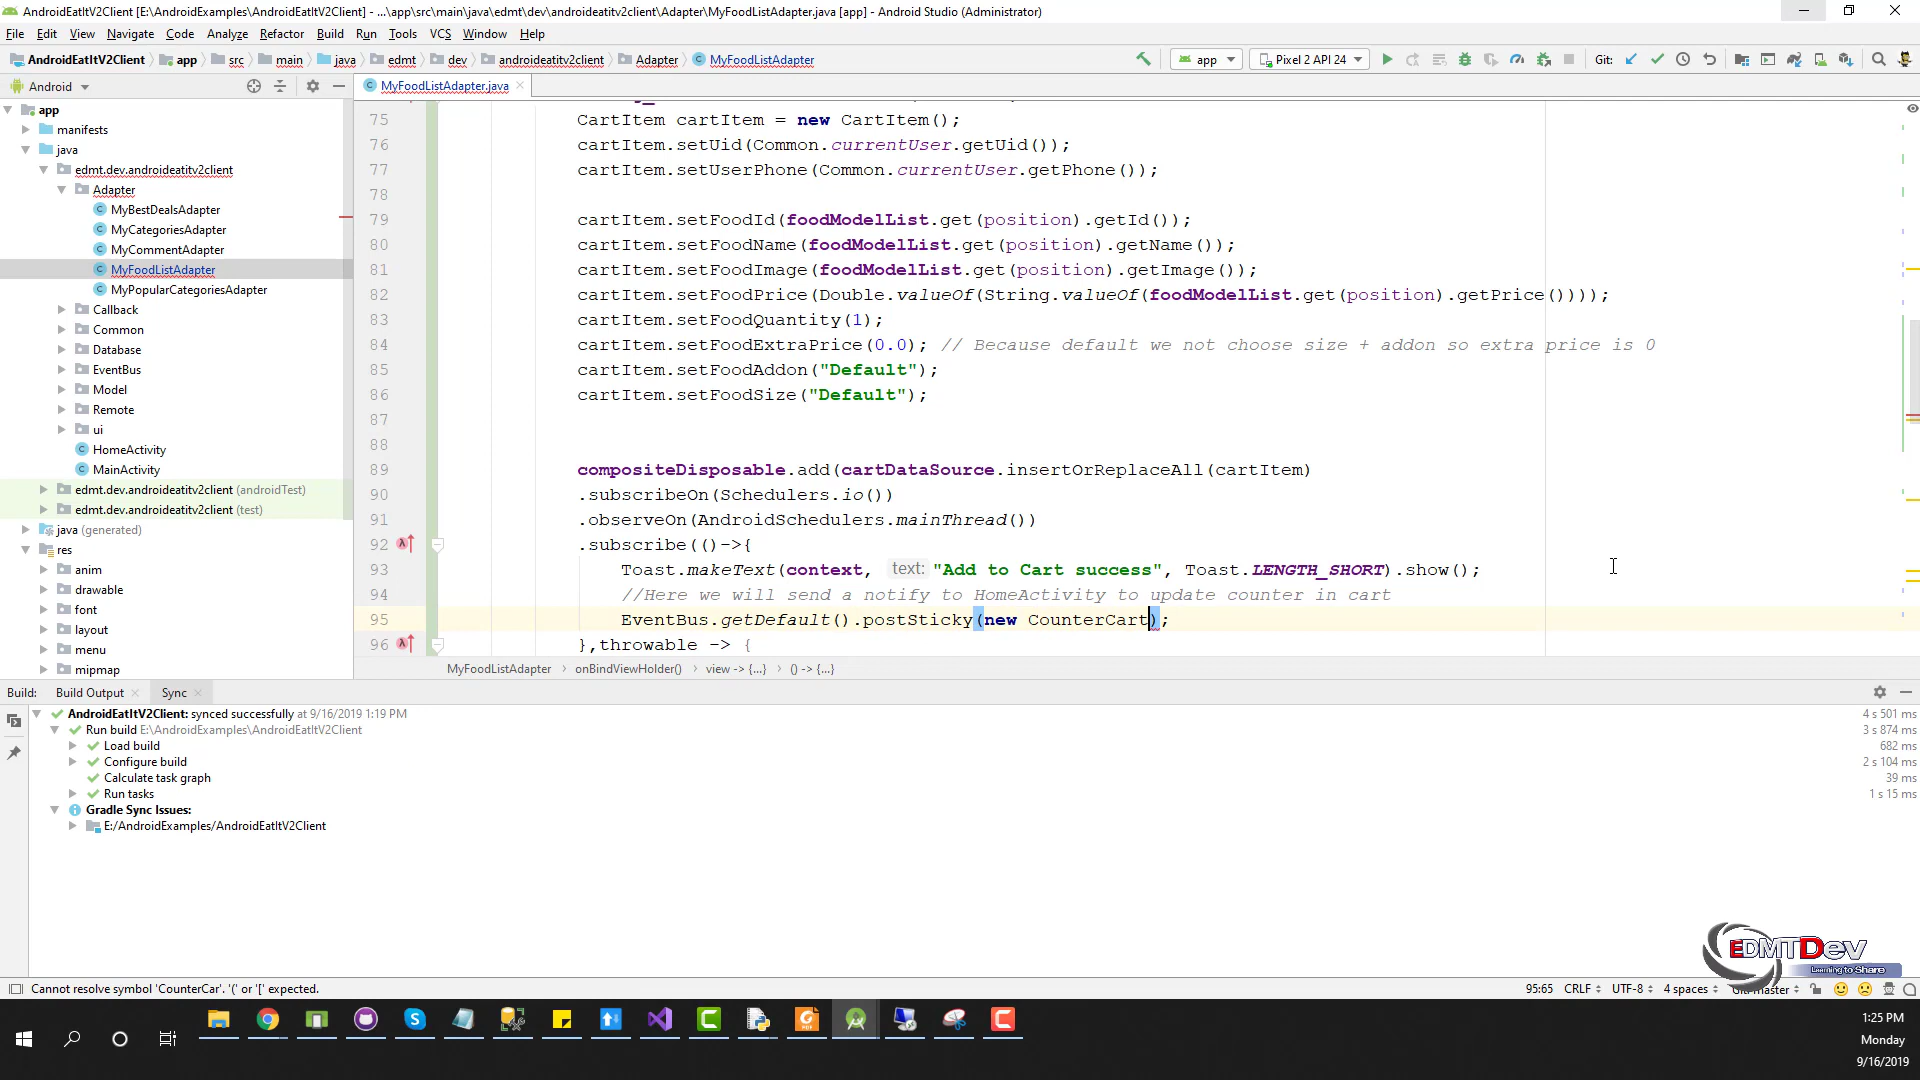 AndroidEatItV2Client [E:\AndroidExamples\AndroidEatItV2Client] - ...\app\src\main\java\edmt\dev\androideatitv2client\Adapter\MyFoodListAdapter.java [app] - Android Studio (Administrator)
File Edit View Navigate Code Analyze Refactor Build Run Tools VCS Window Help
AndroidEatItV2Client app src main java edmt dev androideatitv2client Adapter MyFoodListAdapter app Pixel 2 API 24 Git:
Android
MyFoodListAdapter.java
app
manifests
java
edmt.dev.androideatitv2client
Adapter
MyBestDealsAdapter
MyCategoriesAdapter
MyCommentAdapter
MyFoodListAdapter
MyPopularCategoriesAdapter
Callback
Common
Database
EventBus
Model
Remote
ui
HomeActivity
MainActivity
edmt.dev.androideatitv2client (androidTest)
edmt.dev.androideatitv2client (test)
java (generated)
res
anim
drawable
font
layout
menu
mipmap
75 CartItem cartItem = new CartItem();
76 cartItem.setUid(Common.currentUser.getUid());
77 cartItem.setUserPhone(Common.currentUser.getPhone());
78
79 cartItem.setFoodId(foodModelList.get(position).getId());
80 cartItem.setFoodName(foodModelList.get(position).getName());
81 cartItem.setFoodImage(foodModelList.get(position).getImage());
82 cartItem.setFoodPrice(Double.valueOf(String.valueOf(foodModelList.get(position).getPrice())));
83 cartItem.setFoodQuantity(1);
84 cartItem.setFoodExtraPrice(0.0); // Because default we not choose size + addon so extra price is 0
85 cartItem.setFoodAddon("Default");
86 cartItem.setFoodSize("Default");
87
88
89 compositeDisposable.add(cartDataSource.insertOrReplaceAll(cartItem)
90 .subscribeOn(Schedulers.io())
91 .observeOn(AndroidSchedulers.mainThread())
92 .subscribe(()->{
93 Toast.makeText(context, text: "Add to Cart success", Toast.LENGTH_SHORT).show();
94 //Here we will send a notify to HomeActivity to update counter in cart
95 EventBus.getDefault().postSticky(new CounterCart);
96 },throwable -> {
MyFoodListAdapter onBindViewHolder() view -> {...} () -> {...}
Build: Build Output Sync
AndroidEatItV2Client: synced successfully at 9/16/2019 1:19 PM 4 s 501 ms
Run build E:\AndroidExamples\AndroidEatItV2Client 3 s 874 ms
Load build 682 ms
Configure build 2 s 104 ms
Calculate task graph 39 ms
Run tasks 1 s 15 ms
Gradle Sync Issues:
E:/AndroidExamples/AndroidEatItV2Client
EDMTDev
Learning to Share
Cannot resolve symbol 'CounterCar'. '(' or '[' expected. 95:65 CRLF UTF-8 4 spaces Git: master
1:25 PM
Monday
9/16/2019